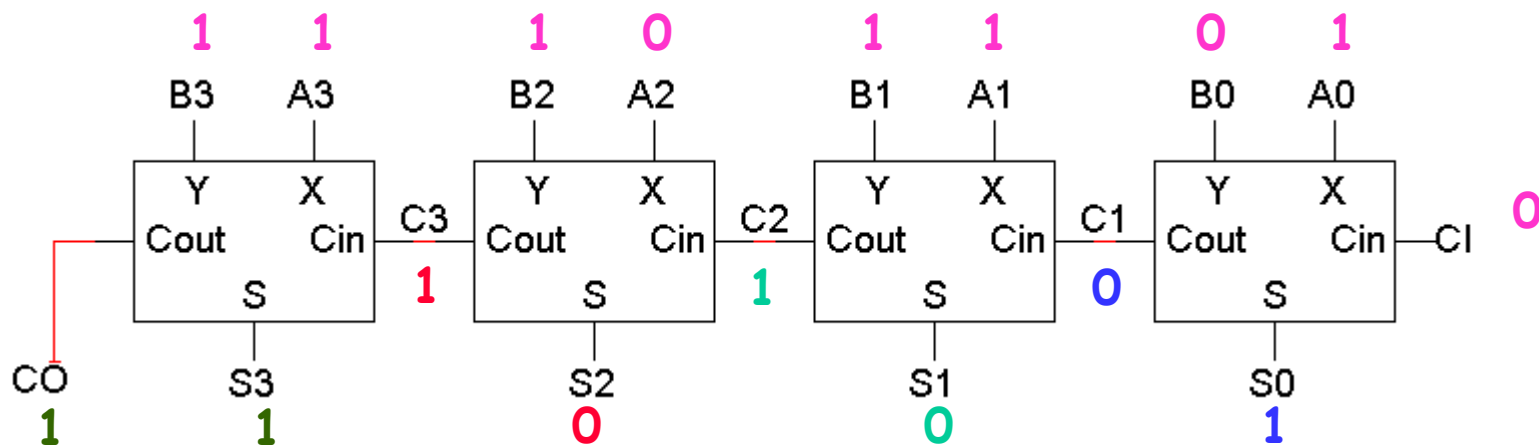 1 1 1 0 1 1 0 1
B3 A3 B2 A2 B1 A1 B0 A0
Y X Y X Y X Y X 0
C3 C2 C1
Cout Cin Cout Cin Cout Cin Cout Cin CI
1 1 0
S S S S
CO S3 S2 S1 S0
1 1 0 0 1